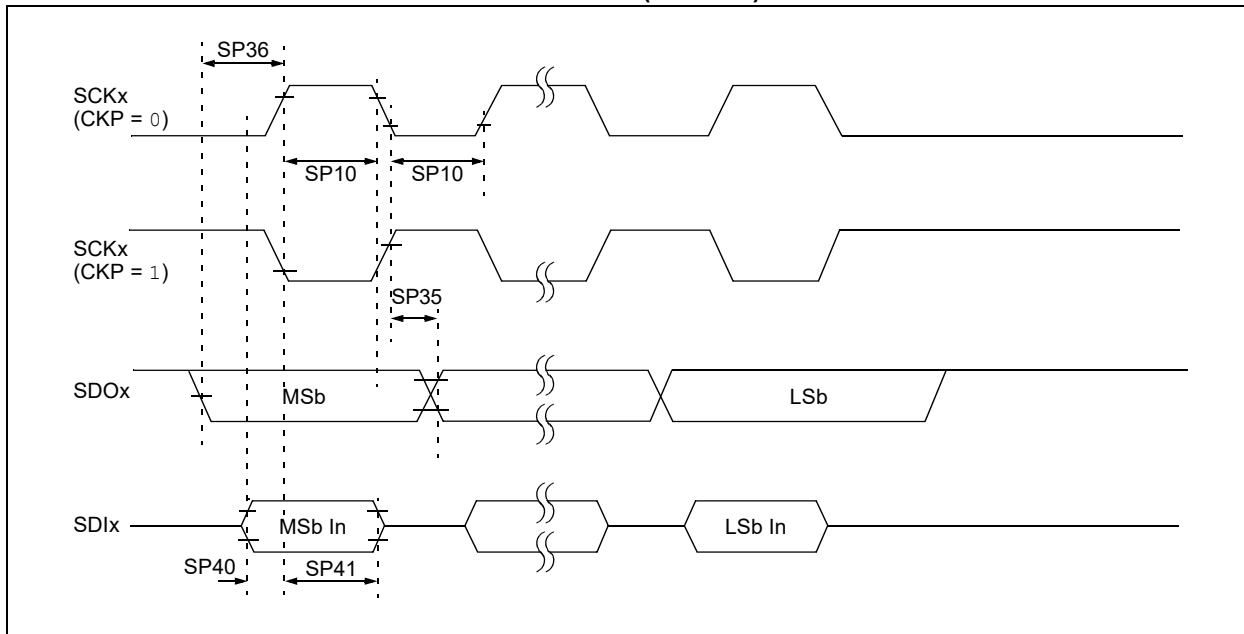 SP36
SCKx
(CKP = 0)
SP10 SP10
SCKx
(CKP = 1)
SP35
SDOx MSb LSb
SDIx MSb In LSb In
SP40 SP41